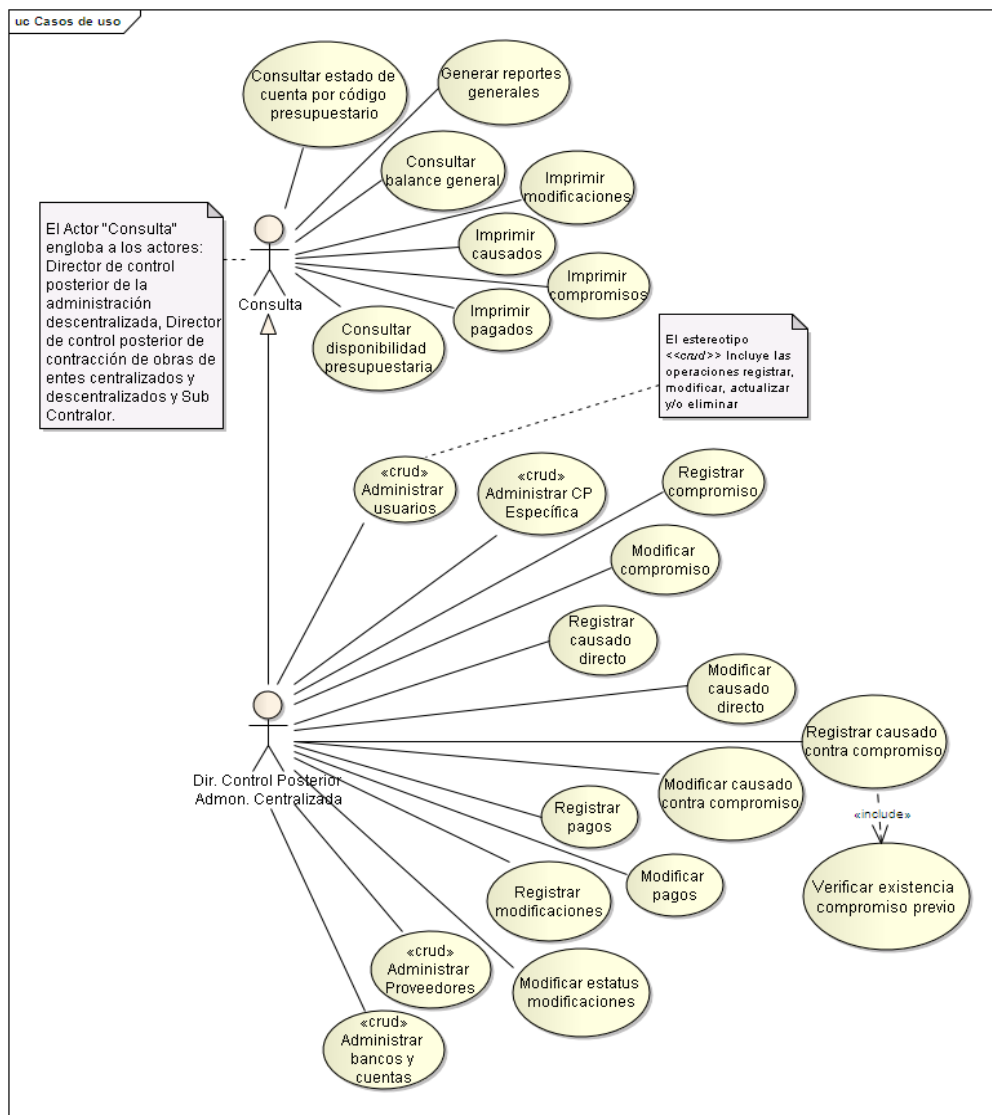 uc Casos de uso
Consultar estado de
cuenta por código
presupuestario
Generar reportes
generales
Consultar
balance general
Imprimir
modificaciones
Imprimir
causados
Imprimir
compromisos
Imprimir
pagados
Consultar
disponibilidad
presupuestaria
El Actor "Consulta"
engloba a los actores:
Director de control
posterior de la
administración
descentralizada, Director
de control posterior de
contracción de obras de
entes centralizados y
descentralizados y Sub
Contralor.
Consulta
El estereotipo
<<crud>> Incluye las
operaciones registrar,
modificar, actualizar
y/o eliminar
«crud»
Administrar
usuarios
«crud»
Administrar CP
Específica
Registrar
compromiso
Modificar
compromiso
Registrar
causado
directo
Modificar
causado
directo
Registrar causado
contra compromiso
Dir. Control Posterior
Admon. Centralizada
Modificar causado
contra compromiso
«include»
Registrar
pagos
Modificar
pagos
Verificar existencia
compromiso previo
Registrar
modificaciones
«crud»
Administrar
Proveedores
Modificar estatus
modificaciones
«crud»
Administrar
bancos y
cuentas